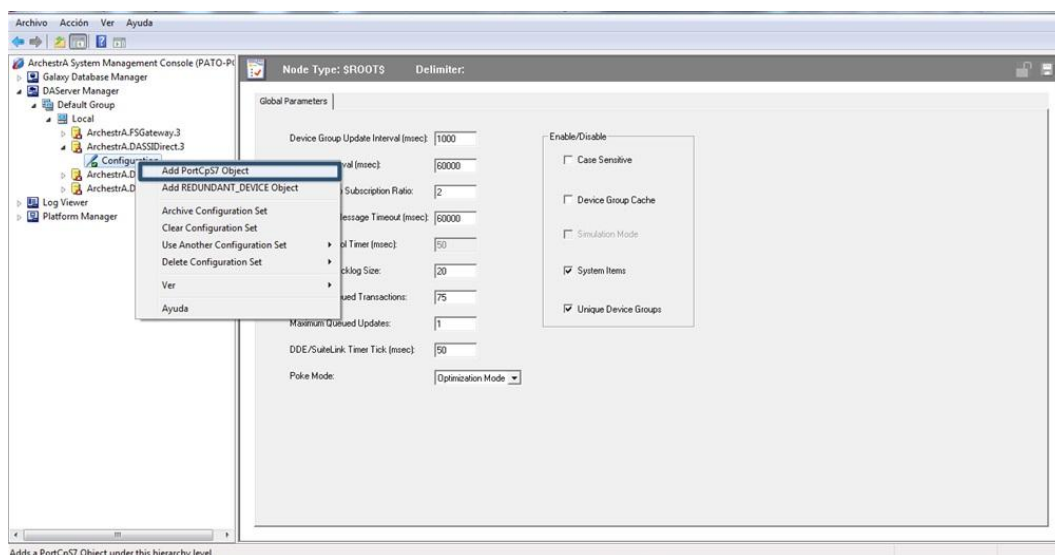 Archivo Acción Ver Ayuda
ArchestrA System Management Console (PATO-P
Galaxy Database Manager
DAServer Manager
Default Group
Local
ArchestrA.FSGateway.3
ArchestrA.DASSIDirect.3
Configuration
ArchestrA.D
ArchestrA.D
Log Viewer
Platform Manager
Add PortCpS7 Object
Add REDUNDANT_DEVICE Object
Archive Configuration Set
Clear Configuration Set
Use Another Configuration Set
Delete Configuration Set
Ver
Ayuda
Node Type: $ROOT$ Delimiter:
Global Parameters
Device Group Update Interval (msec): 1000
val (msec): 60000
Subscription Ratio: 2
essage Timeout (msec): 60000
ol Timer (msec): 50
cklog Size: 20
ued Transactions: 75
Maximum Queued Updates: 1
DDE/SuiteLink Timer Tick (msec): 50
Poke Mode: Optimization Mode
Enable/Disable
Case Sensitive
Device Group Cache
Simulation Mode
System Items
Unique Device Groups
Adds a PortCpS7 Object under this hierarchy level